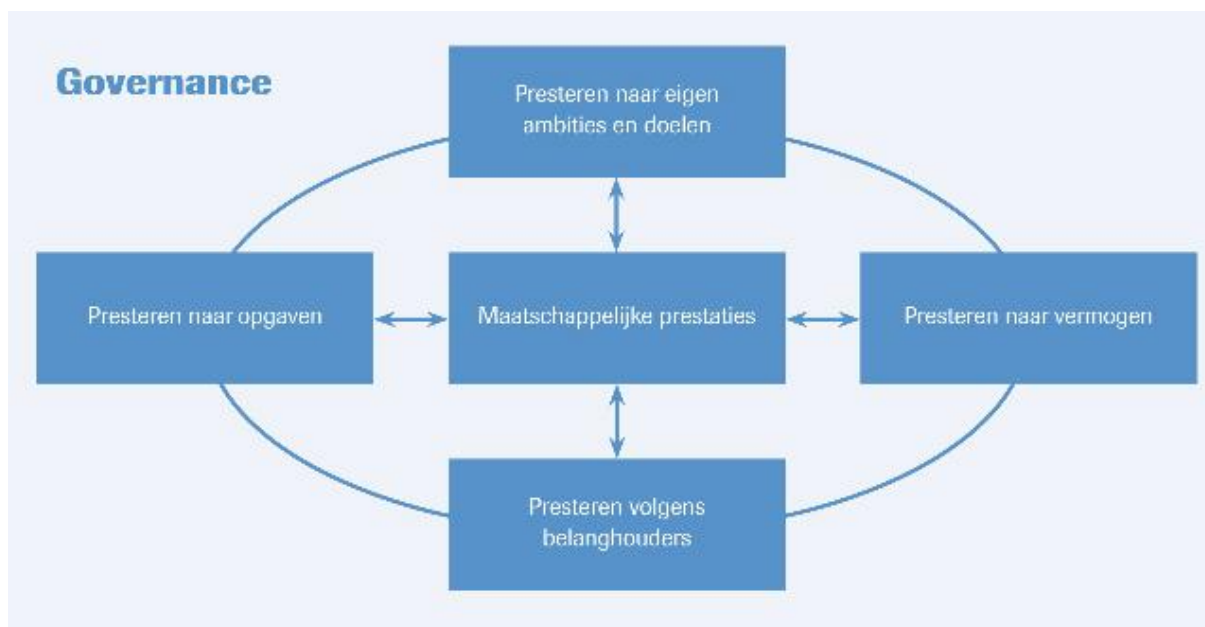 Governance
Presteren naar eigen
ambities en doelen
Presteren naar opgaven
Maatschappelijke prestaties
Presteren naar vermogen
Presteren volgens
belanghouders